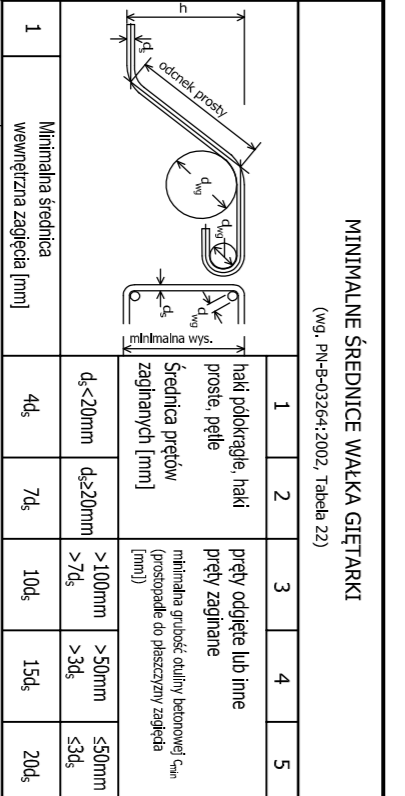 MINIMALNE ŚREDNICE WAŁKA GIĘTARKI
(wg. PN-B-03264:2002, Tabela 22)
h
ds
odcnek prosty
dwg
dwg
dwg
ds
minimalna wys.
1
2
3
4
5
haki półokrągłe, haki
proste, pętle
pręty odgięte lub inne
pręty zaginane
Średnica prętów
zaginanych [mm]
minimalna grubość otuliny betonowej cmin
(prostopadle do płaszczyzny zagięcia
[mm])
ds<20mm
ds≥20mm
>100mm
>7ds
>50mm
>3ds
≤50mm
≤3ds
1
Minimalna średnica
wewnętrzna zagięcia [mm]
4ds
7ds
10ds
15ds
20ds